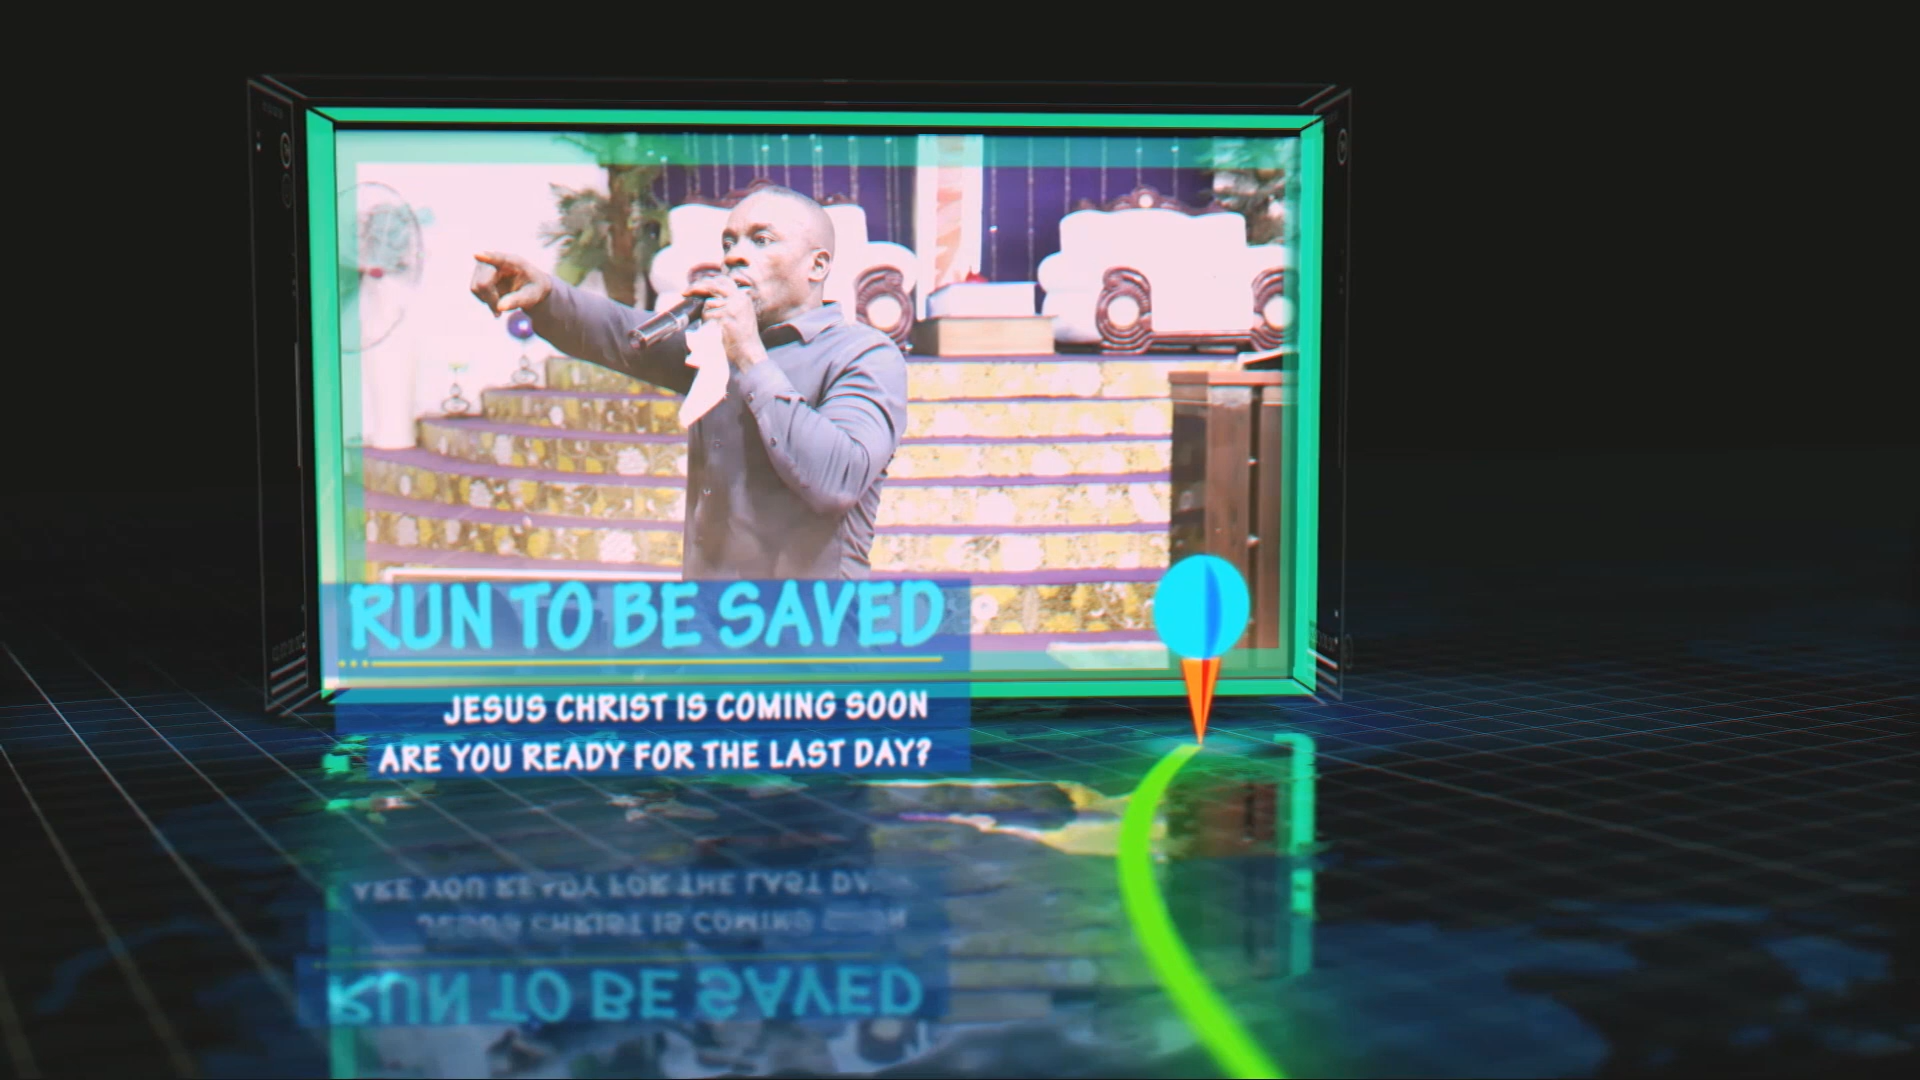 RUN TO BE SAVED
JESUS CHRIST IS COMING SOON
ARE YOU READY FOR THE LAST DAY?